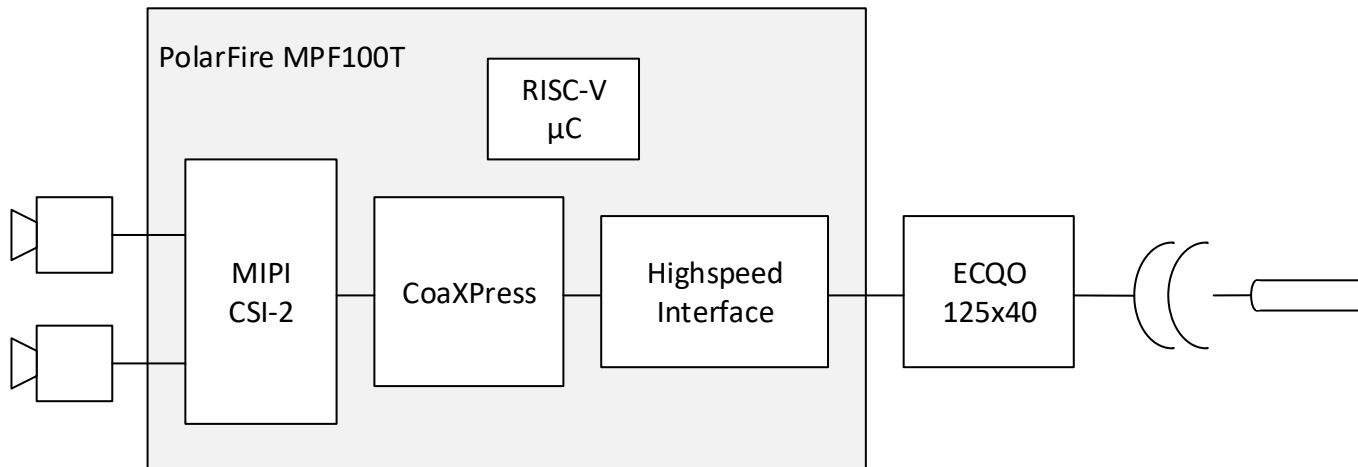 PolarFire MPF100T
RISC-V
µC
MIPI
CSI-2
CoaXPress
Highspeed
Interface
ECQO
125x40